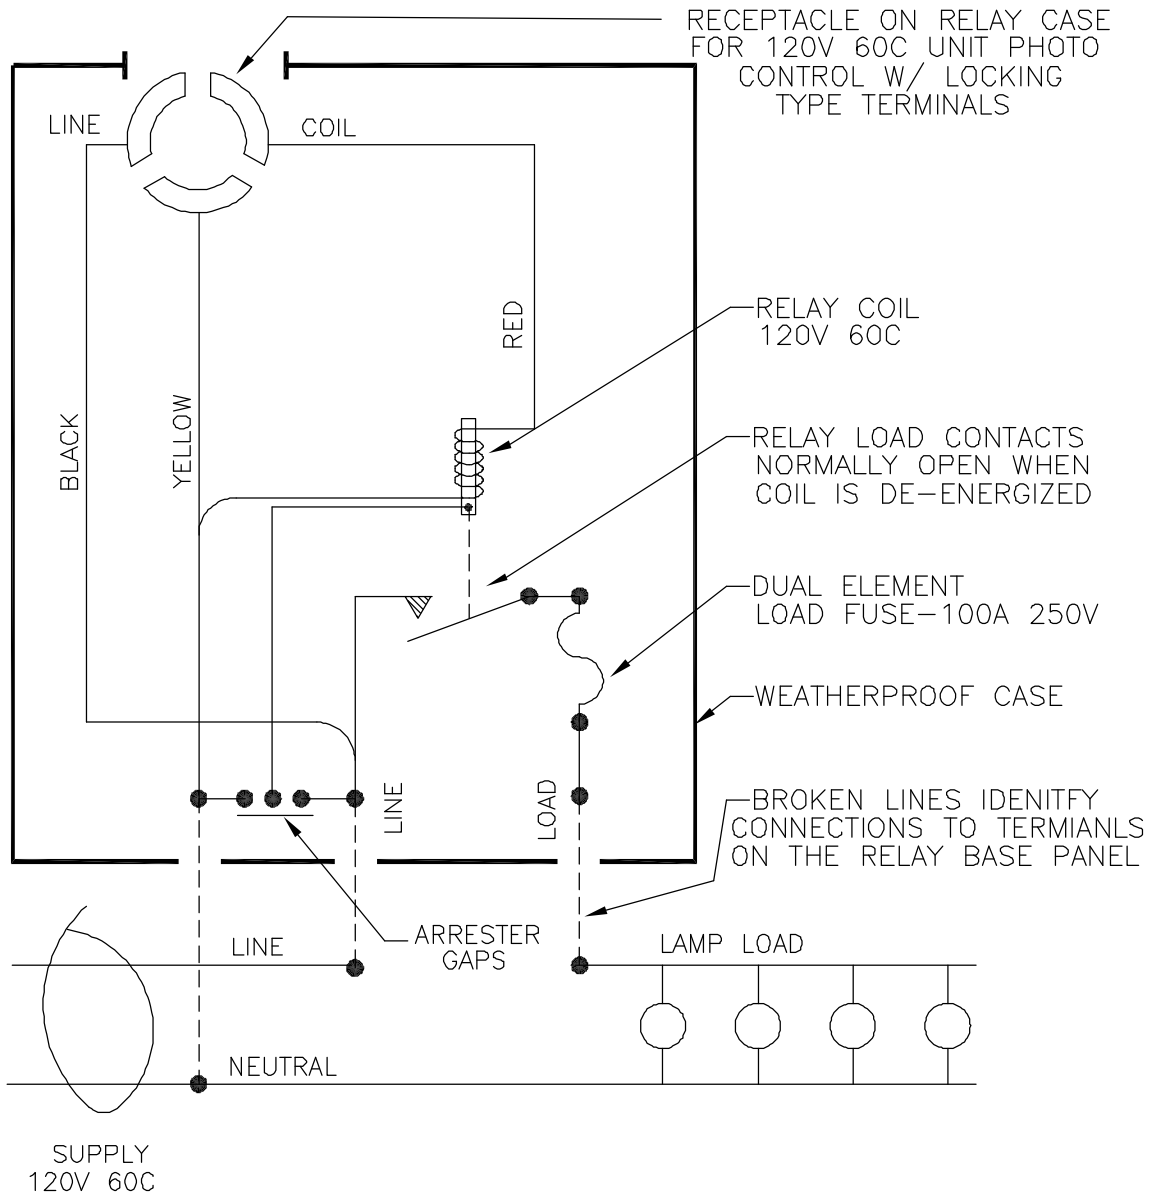 RECEPTACLE ON RELAY CASE
FOR 120V 60C UNIT PHOTO
CONTROL W/ LOCKING
TYPE TERMINALS
LINE
COIL
RED
BLACK
YELLOW
RELAY COIL
120V 60C
RELAY LOAD CONTACTS
NORMALLY OPEN WHEN
COIL IS DE-ENERGIZED
DUAL ELEMENT
LOAD FUSE-100A 250V
WEATHERPROOF CASE
LINE
LOAD
BROKEN LINES IDENITFY
CONNECTIONS TO TERMIANLS
ON THE RELAY BASE PANEL
ARRESTER
GAPS
LINE
LAMP LOAD
NEUTRAL
SUPPLY
120V 60C